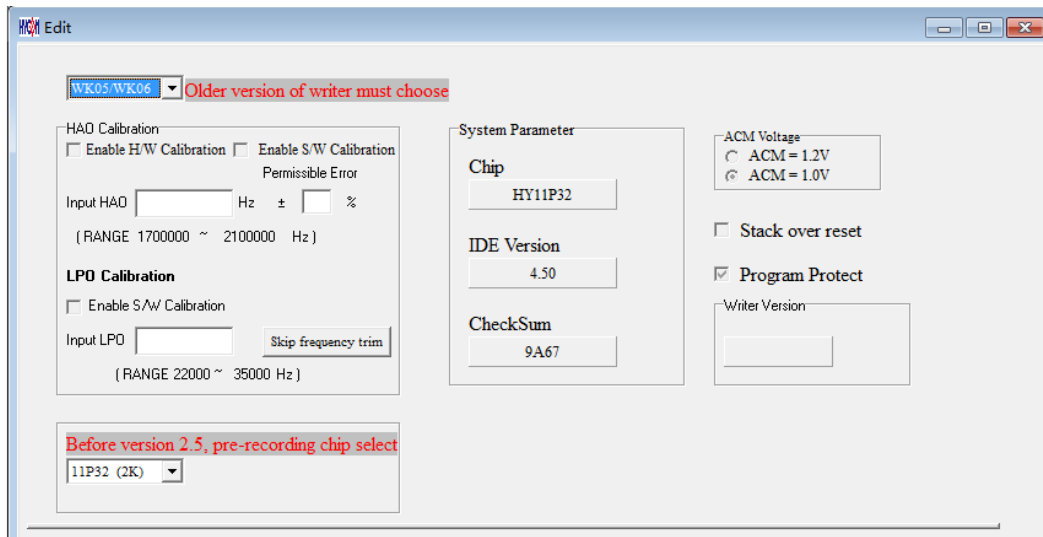 HYCON Edit
WK05/WK06 Older version of writer must choose
HAO Calibration
Enable H/W Calibration Enable S/W Calibration
Permissible Error
Input HAO Hz ± %
( RANGE 1700000 ~ 2100000 Hz )
LPO Calibration
Enable S/W Calibration
Input LPO Skip frequency trim
( RANGE 22000 ~ 35000 Hz )
Before version 2.5, pre-recording chip select
11P32 (2K)
System Parameter
Chip
HY11P32
IDE Version
4.50
CheckSum
9A67
ACM Voltage
ACM = 1.2V
ACM = 1.0V
Stack over reset
Program Protect
Writer Version